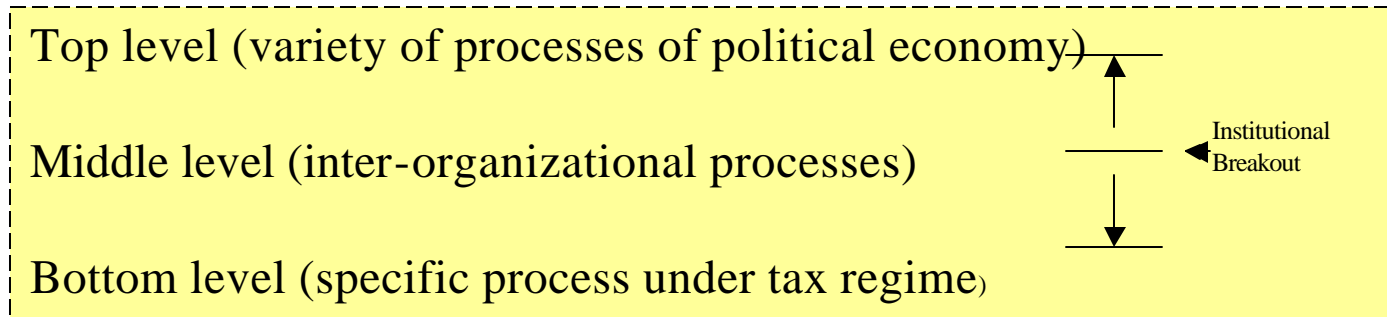 Top level (variety of processes of political economy)
Institutional
Breakout
Middle level (inter-organizational processes)
Bottom level (specific process under tax regime)